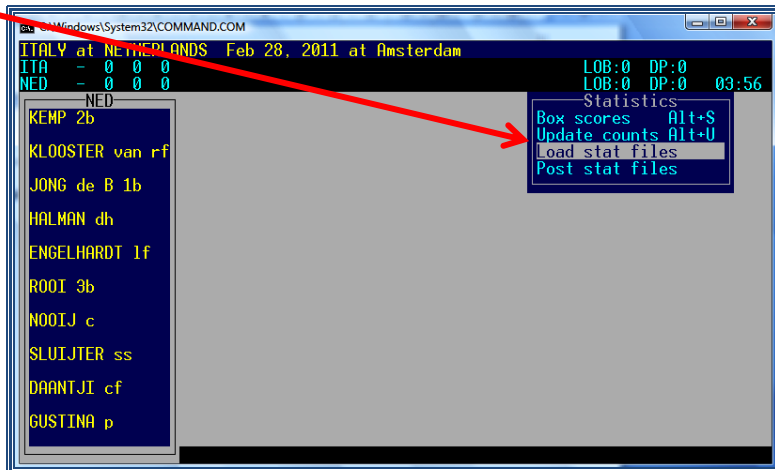 C:\Windows\System32\COMMAND.COM
ITALY at NETHERLANDS Feb 28, 2011 at Amsterdam
ITA - 0 0 0 LOB:0 DP:0
NED - 0 0 0 LOB:0 DP:0 03:56
NED
KEMP 2b
KLOOSTER van rf
JONG de B 1b
HALMAN dh
ENGELHARDT lf
ROOI 3b
NOOIJ c
SLUIJTER ss
DAANTJI cf
GUSTINA p
Statistics
Box scores Alt+S
Update counts Alt+U
Load stat files
Post stat files